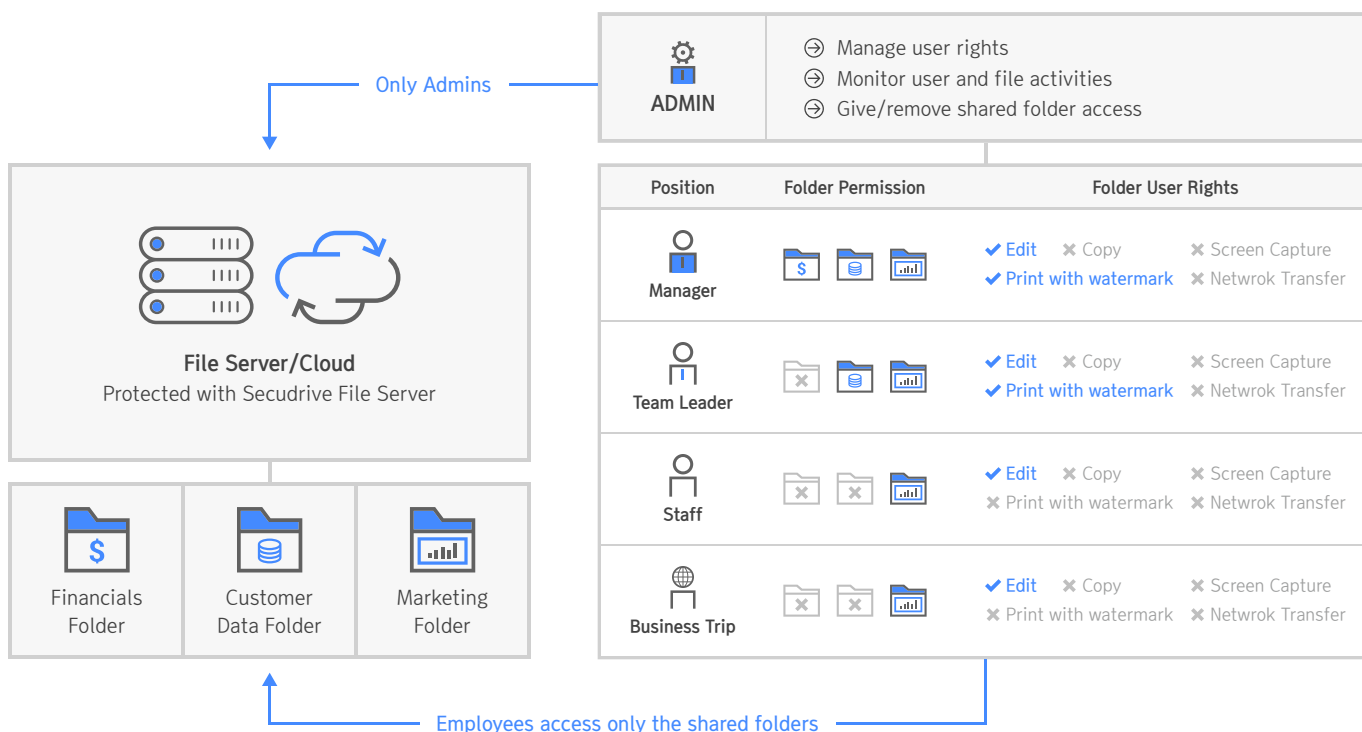 Only Admins
ADMIN
Manage user rights
Monitor user and file activities
Give/remove shared folder access
File Server/Cloud
Protected with Secudrive File Server
$
Financials
Folder
Customer
Data Folder
Marketing
Folder
Position Folder Permission Folder User Rights
Manager
$
Edit Copy Screen Capture
Print with watermark Netwrok Transfer
Team Leader
Edit Copy Screen Capture
Print with watermark Netwrok Transfer
Staff
Edit Copy Screen Capture
Print with watermark Netwrok Transfer
Business Trip
Edit Copy Screen Capture
Print with watermark Netwrok Transfer
Employees access only the shared folders